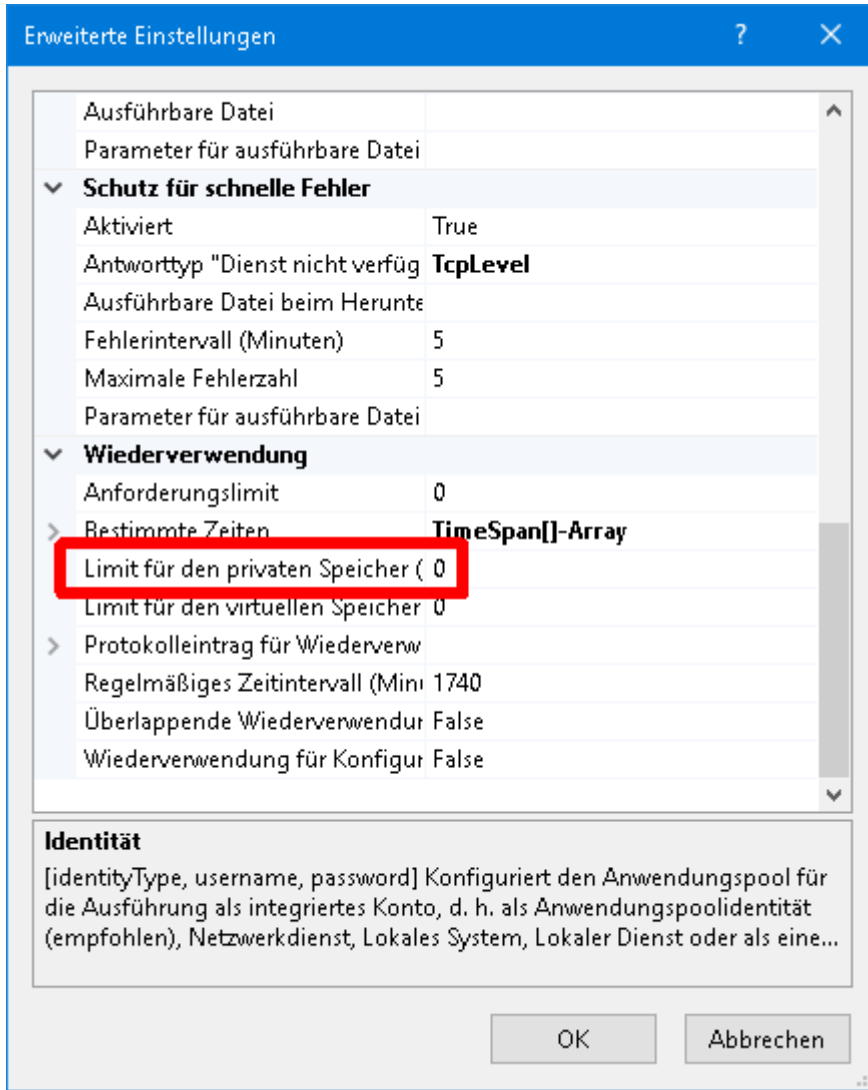 Erweiterte Einstellungen ?
Ausführbare Datei
Parameter für ausführbare Datei
Schutz für schnelle Fehler
Aktiviert True
Antworttyp "Dienst nicht verfüg TcpLevel
Ausführbare Datei beim Herunte
Fehlerintervall (Minuten) 5
Maximale Fehlerzahl 5
Parameter für ausführbare Datei
Wiederverwendung
Anforderungslimit 0
Bestimmte Zeiten TimeSpan[]-Array
Limit für den privaten Speicher ( 0
Limit für den virtuellen Speicher 0
Protokolleintrag für Wiederverw
Regelmäßiges Zeitintervall (Minu 1740
Überlappende Wiederverwendun False
Wiederverwendung für Konfigur False
Identität
[identityType, username, password] Konfiguriert den Anwendungspool für
die Ausführung als integriertes Konto, d. h. als Anwendungspoolidentität
(empfohlen), Netzwerkdienst, Lokales System, Lokaler Dienst oder als eine...
OK Abbrechen